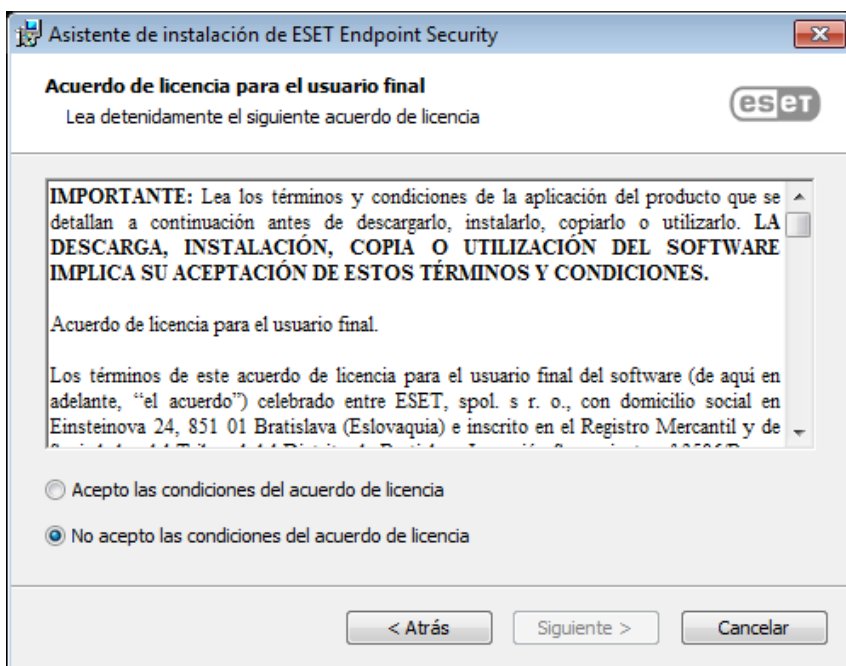 Asistente de instalación de ESET Endpoint Security
Acuerdo de licencia para el usuario final
Lea detenidamente el siguiente acuerdo de licencia
eseT
IMPORTANTE: Lea los términos y condiciones de la aplicación del producto que se
detallan a continuación antes de descargarlo, instalarlo, copiarlo o utilizarlo. LA
DESCARGA, INSTALACIÓN, COPIA O UTILIZACIÓN DEL SOFTWARE
IMPLICA SU ACEPTACIÓN DE ESTOS TÉRMINOS Y CONDICIONES.
Acuerdo de licencia para el usuario final.
Los términos de este acuerdo de licencia para el usuario final del software (de aquí en
adelante, “el acuerdo”) celebrado entre ESET, spol. s r. o., con domicilio social en
Einsteinova 24, 851 01 Bratislava (Eslovaquia) e inscrito en el Registro Mercantil y de
Acepto las condiciones del acuerdo de licencia
No acepto las condiciones del acuerdo de licencia
< Atrás
Siguiente >
Cancelar